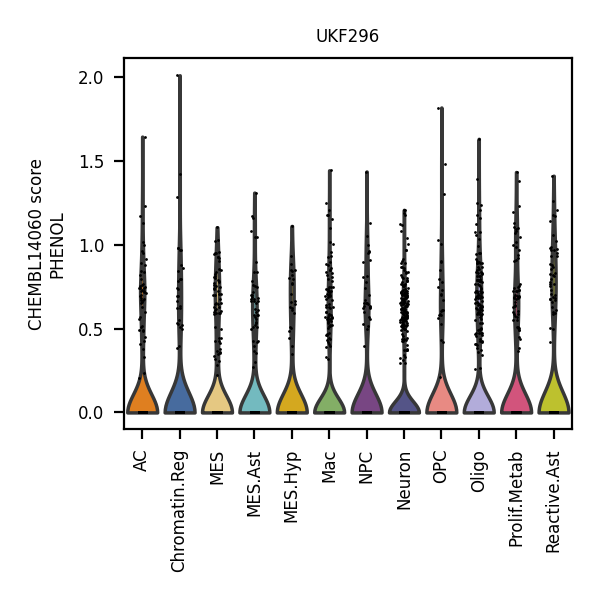 UKF296
CHEMBL14060 score
PHENOL
2.0
1.5
1.0
0.5
0.0
AC
Chromatin.Reg
MES
MES.Ast
MES.Hyp
Mac
NPC
Neuron
OPC
Oligo
Prolif.Metab
Reactive.Ast